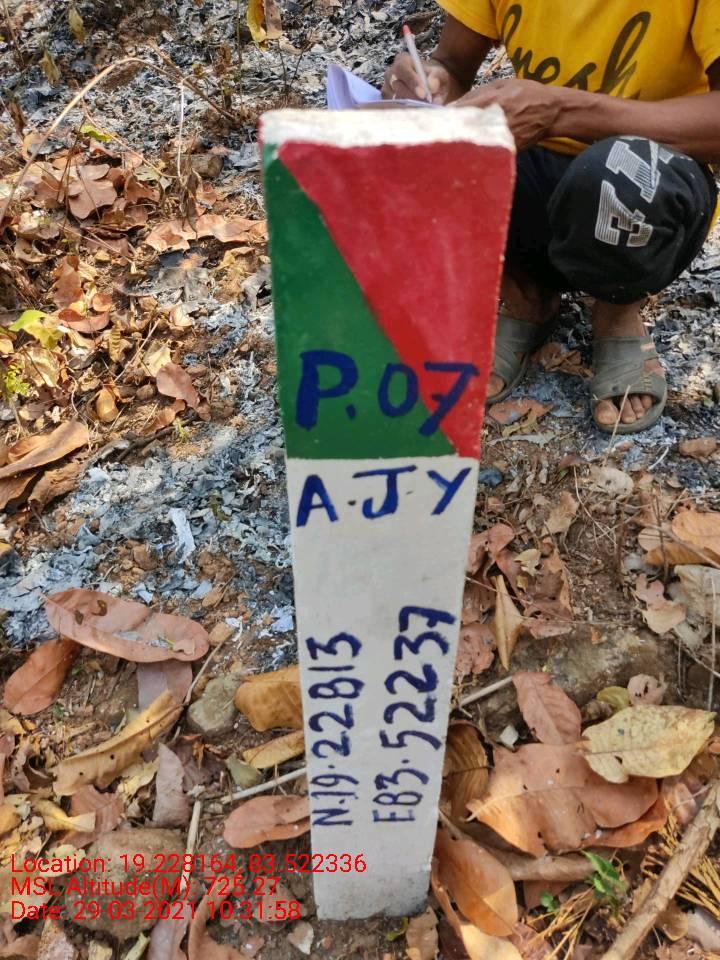 fresh
P.07
A.J.Y
N.19.22813
E83.52237
Location: 19.228164, 83.522336
MSL Altitude(M): 725.27
Date: 29-03-2021 10:31:58